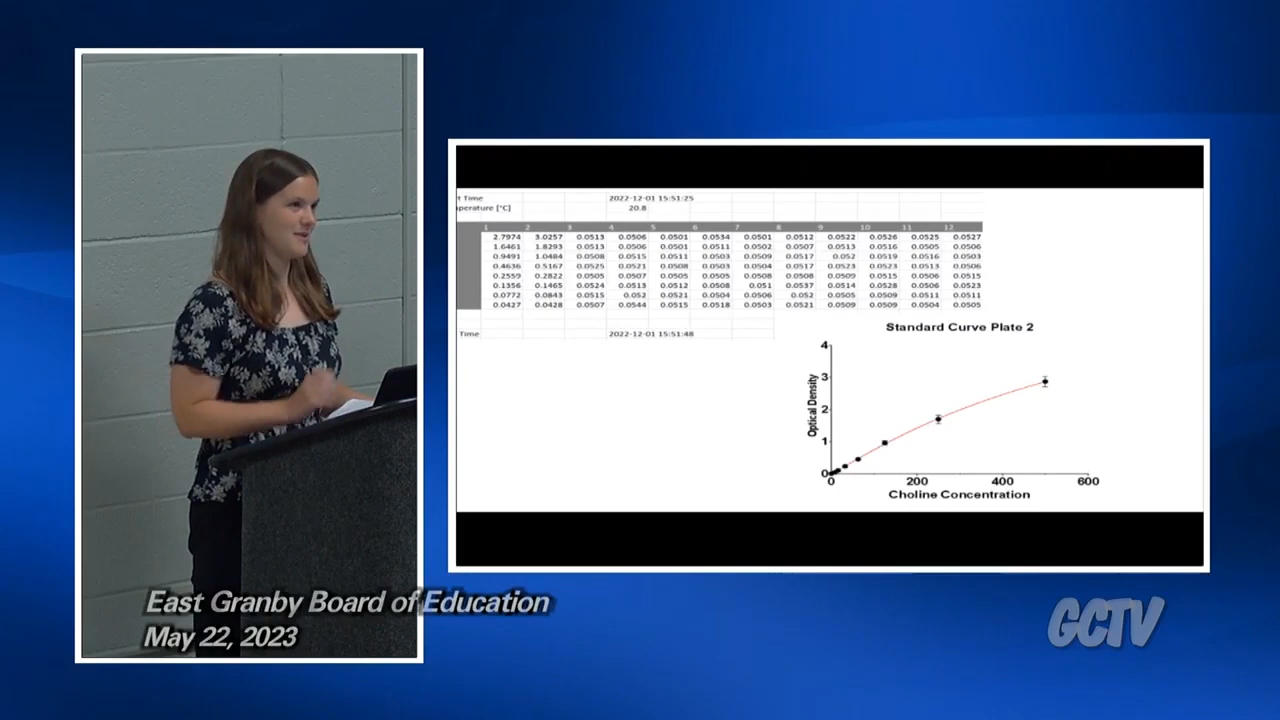 t Time 2022-12-01 15:51:25
perature [°C] 20.8
1 2 3 4 5 6 7 8 9 10 11 12
2.7974 3.0257 0.0513 0.0506 0.0501 0.0534 0.0501 0.0512 0.0522 0.0526 0.0525 0.0527
1.6461 1.8293 0.0513 0.0506 0.0501 0.0511 0.0502 0.0507 0.0513 0.0516 0.0505 0.0506
0.9491 1.0484 0.0508 0.0515 0.0511 0.0503 0.0509 0.0517 0.052 0.0519 0.0516 0.0503
0.4636 0.5167 0.0525 0.0521 0.0508 0.0503 0.0504 0.0517 0.0523 0.0523 0.0513 0.0506
0.2559 0.2822 0.0505 0.0507 0.0505 0.0505 0.0508 0.0508 0.0509 0.0515 0.0506 0.0515
0.1356 0.1465 0.0524 0.0513 0.0512 0.0508 0.051 0.0537 0.0514 0.0528 0.0506 0.0523
0.0772 0.0843 0.0515 0.052 0.0521 0.0504 0.0506 0.052 0.0505 0.0509 0.0511 0.0511
0.0427 0.0428 0.0507 0.0544 0.0515 0.0518 0.0503 0.0521 0.0509 0.0509 0.0504 0.0505
Time 2022-12-01 15:51:48
Standard Curve Plate 2
Optical Density
4
3
2
1
0
0 200 400 600
Choline Concentration
East Granby Board of Education
May 22, 2023
GCTV